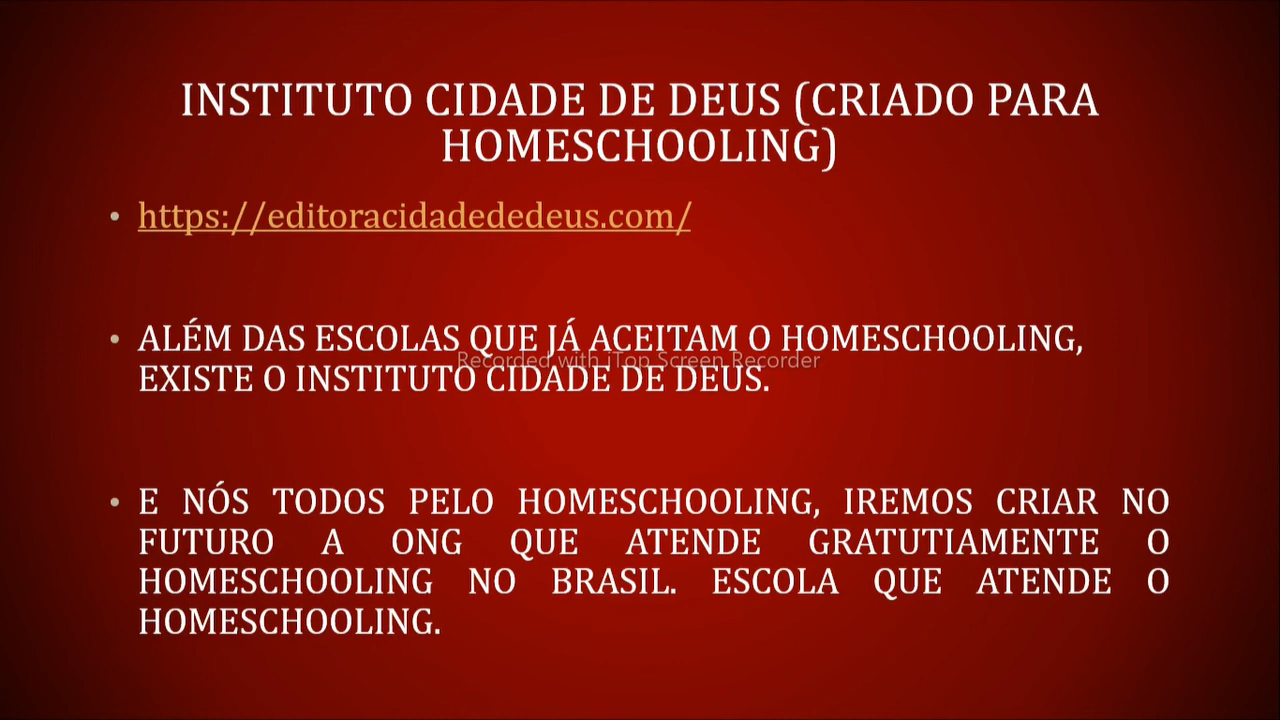 INSTITUTO CIDADE DE DEUS (CRIADO PARA
HOMESCHOOLING)
• https://editoracidadededeus.com/
• ALÉM DAS ESCOLAS QUE JÁ ACEITAM O HOMESCHOOLING,
Recorded with iTop Screen Recorder
EXISTE O INSTITUTO CIDADE DE DEUS.
• E NÓS TODOS PELO HOMESCHOOLING, IREMOS CRIAR NO
FUTURO A ONG QUE ATENDE GRATUTIAMENTE O
HOMESCHOOLING NO BRASIL. ESCOLA QUE ATENDE O
HOMESCHOOLING.